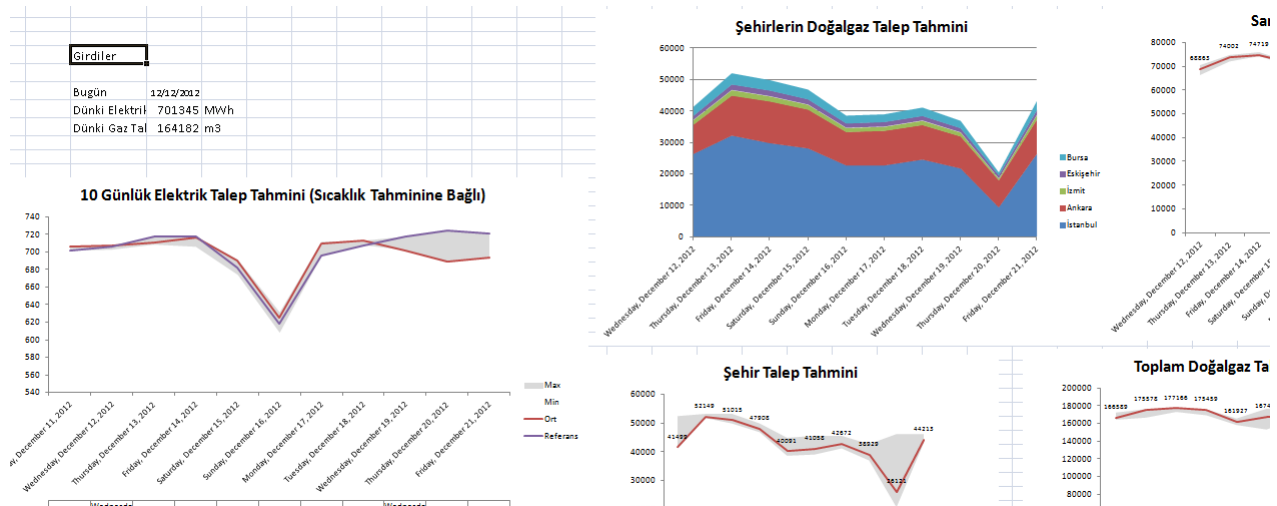 Girdiler
Bugün 12/12/2012
Dünki Elektrik 701345 MWh
Dünki Gaz Tal 164182 m3
10 Günlük Elektrik Talep Tahmini (Sıcaklık Tahminine Bağlı)
740
720
700
680
660
640
620
600
580
560
540
December 11, 2012
Wednesday, December 12, 2012
Thursday, December 13, 2012
Friday, December 14, 2012
Saturday, December 15, 2012
Sunday, December 16, 2012
Monday, December 17, 2012
Tuesday, December 18, 2012
Wednesday, December 19, 2012
Thursday, December 20, 2012
Friday, December 21, 2012
Max
Min
Ort
Referans
Şehirlerin Doğalgaz Talep Tahmini
60000
50000
40000
30000
20000
10000
0
Wednesday, December 12, 2012
Thursday, December 13, 2012
Friday, December 14, 2012
Saturday, December 15, 2012
Sunday, December 16, 2012
Monday, December 17, 2012
Tuesday, December 18, 2012
Wednesday, December 19, 2012
Thursday, December 20, 2012
Friday, December 21, 2012
Bursa
Eskişehir
İzmit
Ankara
İstanbul
80000
70000
60000
50000
40000
30000
20000
10000
0
68863 74002 74719
Wednesday, December 12, 2012
Thursday, December 13, 2012
Friday, December 14, 2012
Şehir Talep Tahmini
60000
50000
40000
30000
52149 51015 47908 40091 41058 42672 38929 26121 44213
Toplam Doğalgaz Ta
200000
180000
160000
140000
120000
100000
80000
166589 175578 177166 175459 161927